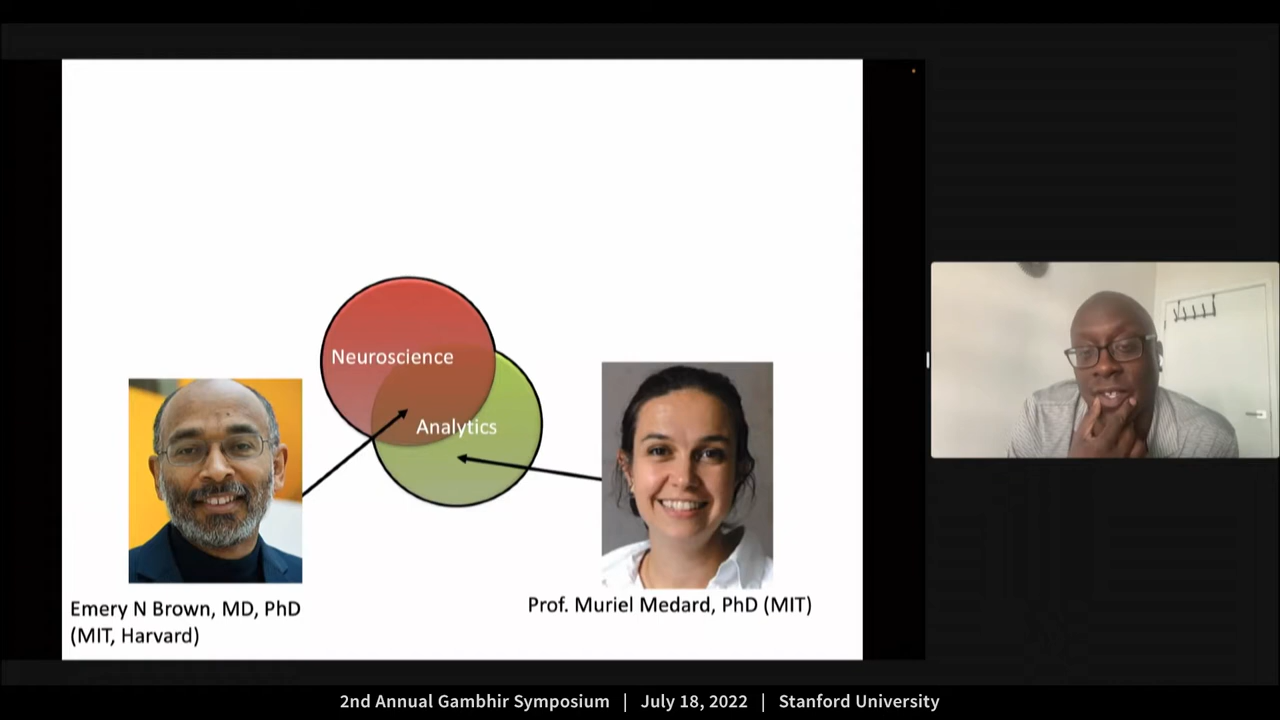 Neuroscience
Analytics
Emery N Brown, MD, PhD
(MIT, Harvard)
Prof. Muriel Medard, PhD (MIT)
2nd Annual Gambhir Symposium | July 18, 2022 | Stanford University